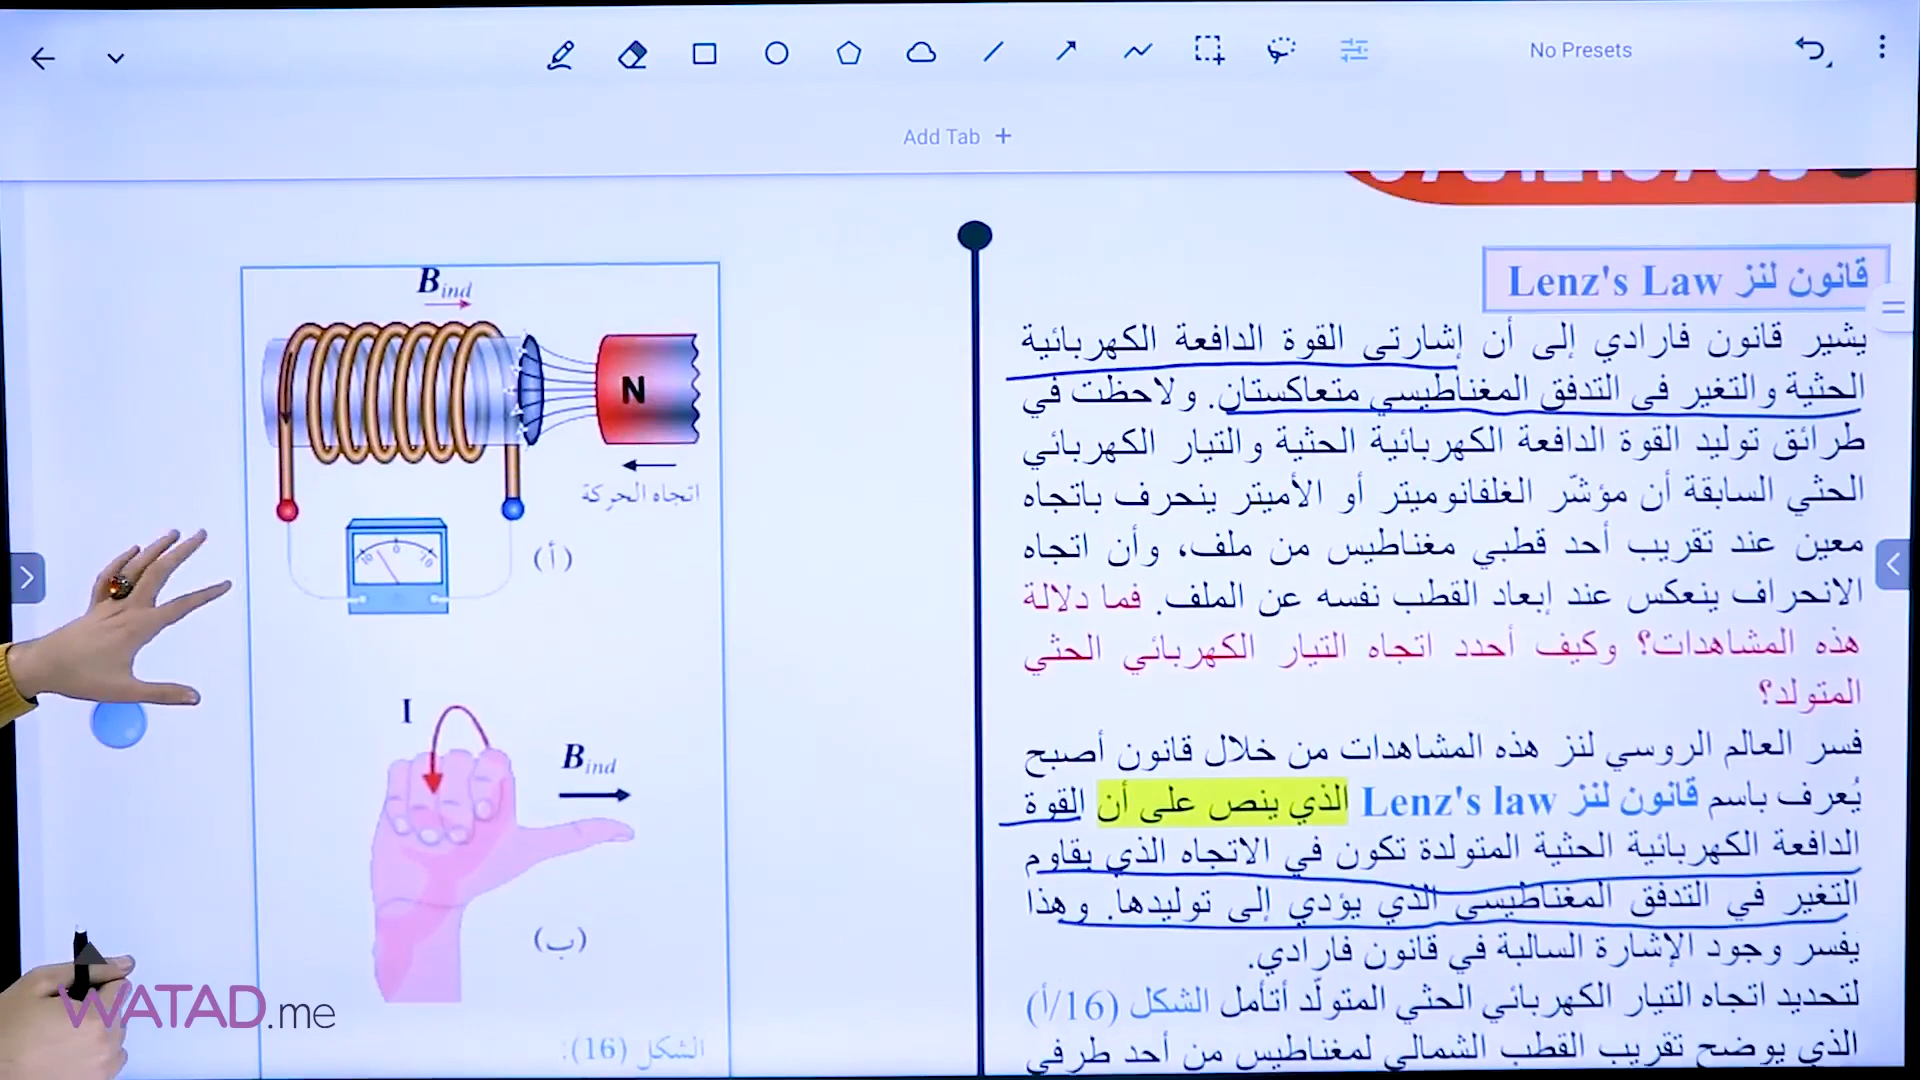 No Presets
Add Tab +
قانون لنز Lenz's Law
يشير قانون فارادي إلى أن إشارتي القوة الدافعة الكهربائية
الحثية والتغير في التدفق المغناطيسي متعاكستان. ولاحظت في
طرائق توليد القوة الدافعة الكهربائية الحثية والتيار الكهربائي
الحثي السابقة أن مؤشّر الغلفانوميتر أو الأميتر ينحرف باتجاه
معين عند تقريب أحد قطبي مغناطيس من ملف، وأن اتجاه
الانحراف ينعكس عند إبعاد القطب نفسه عن الملف. فما دلالة
هذه المشاهدات؟ وكيف أحدد اتجاه التيار الكهربائي الحثي
المتولد؟
فسر العالم الروسي لنز هذه المشاهدات من خلال قانون أصبح
يُعرف باسم قانون لنز Lenz's law الذي ينص على أن القوة
الدافعة الكهربائية الحثية المتولدة تكون في الاتجاه الذي يقاوم
التغير في التدفق المغناطيسي الذي يؤدي إلى توليدها. وهذا
يفسر وجود الإشارة السالبة في قانون فارادي.
لتحديد اتجاه التيار الكهربائي الحثي المتولّد أتأمل الشكل (16/أ)
الذي يوضح تقريب القطب الشمالي لمغناطيس من أحد طرفي
B ind
N
اتجاه الحركة
10 0 10
(أ)
I
B ind
(ب)
الشكل (16):
WATAD.me